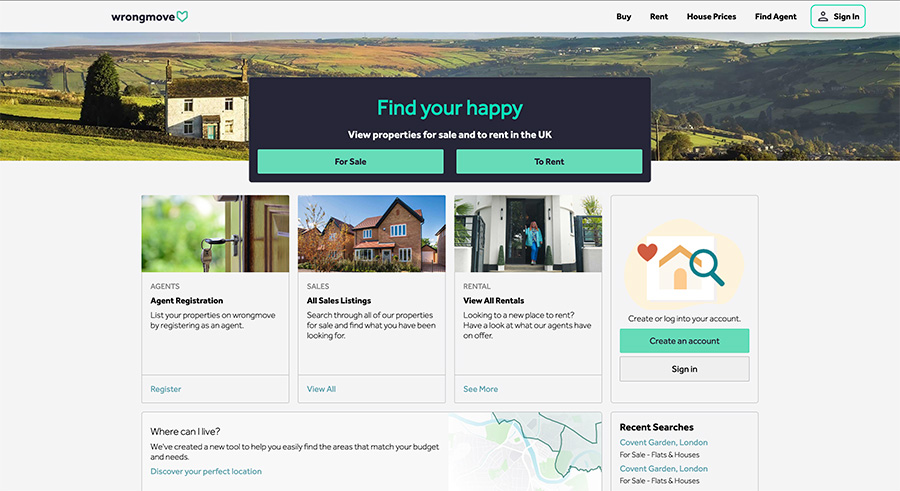 wrongmove
Buy
Rent
House Prices
Find Agent
Sign In
Find your happy
View properties for sale and to rent in the UK
For Sale
To Rent
AGENTS
Agent Registration
List your properties on wrongmove
by registering as an agent.
Register
SALES
All Sales Listings
Search through all of our properties
for sale and find what you have been
looking for.
View All
RENTAL
View All Rentals
Looking to a new place to rent?
Have a look at what our agents have
on offer.
See More
Create or log into your account.
Create an account
Sign in
Where can I live?
We've created a new tool to help you easily find the areas that match your budget
and needs.
Discover your perfect location
Recent Searches
Covent Garden, London
For Sale - Flats & Houses
Covent Garden, London
For Sale - Flats & Houses